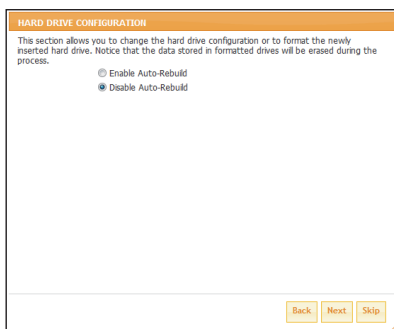 HARD DRIVE CONFIGURATION
This section allows you to change the hard drive configuration or to format the newly
inserted hard drive. Notice that the data stored in formatted drives will be erased during the
process.
Enable Auto-Rebuild
Disable Auto-Rebuild
Back Next Skip